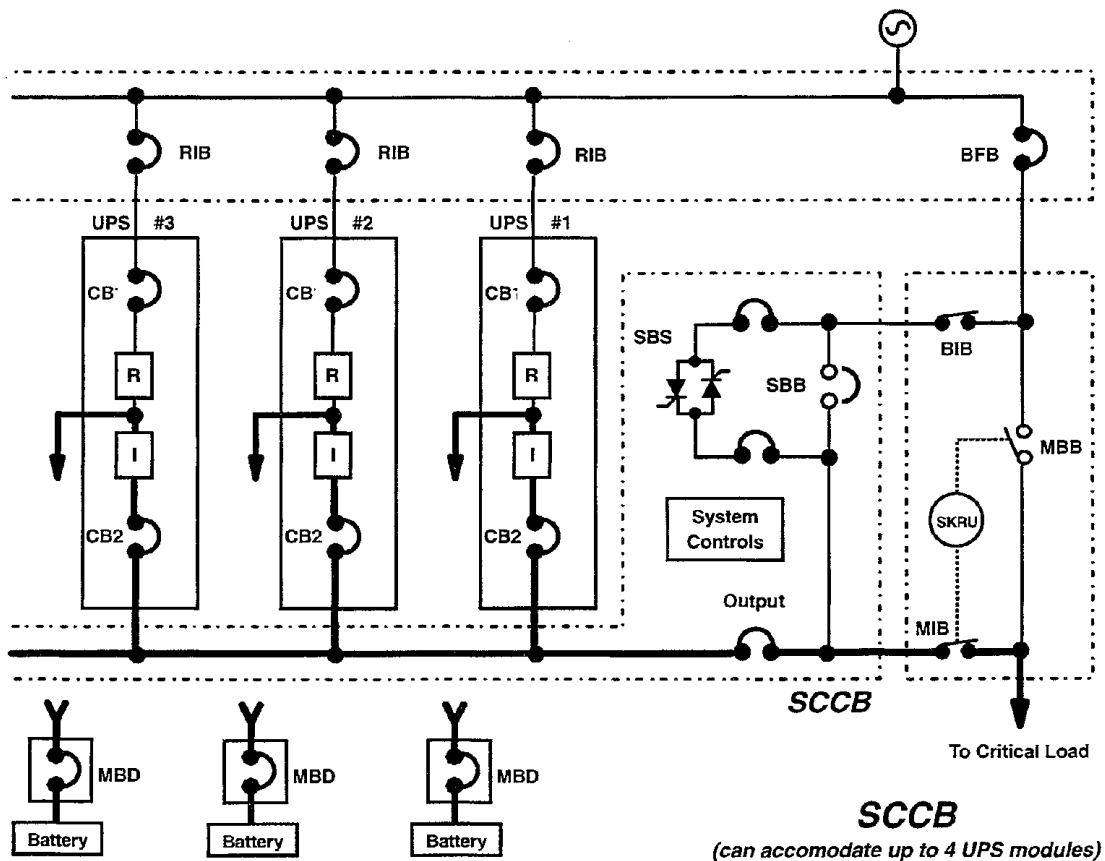 RIB
RIB
RIB
BFB
UPS #3
UPS #2
UPS #1
CB1
CB1
CB1
SBS
BIB
R
R
R
SBB
I
I
I
MBB
System
Controls
SKRU
CB2
CB2
CB2
Output
MIB
SCCB
To Critical Load
MBD
MBD
MBD
Battery
Battery
Battery
SCCB
(can accomodate up to 4 UPS modules)